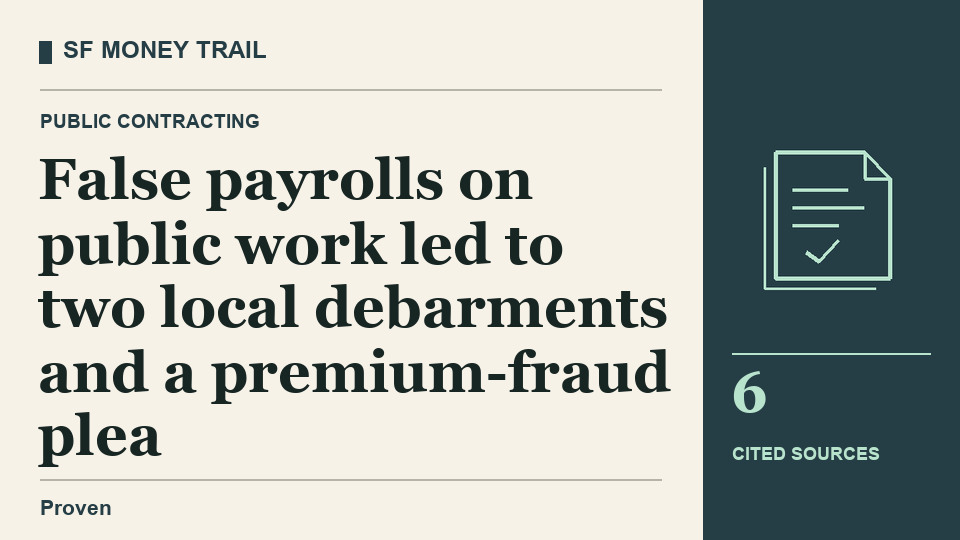 SF MONEY TRAIL
PUBLIC CONTRACTING
False payrolls on
public work led to
two local debarments
and a premium-fraud
plea
Proven
6
CITED SOURCES